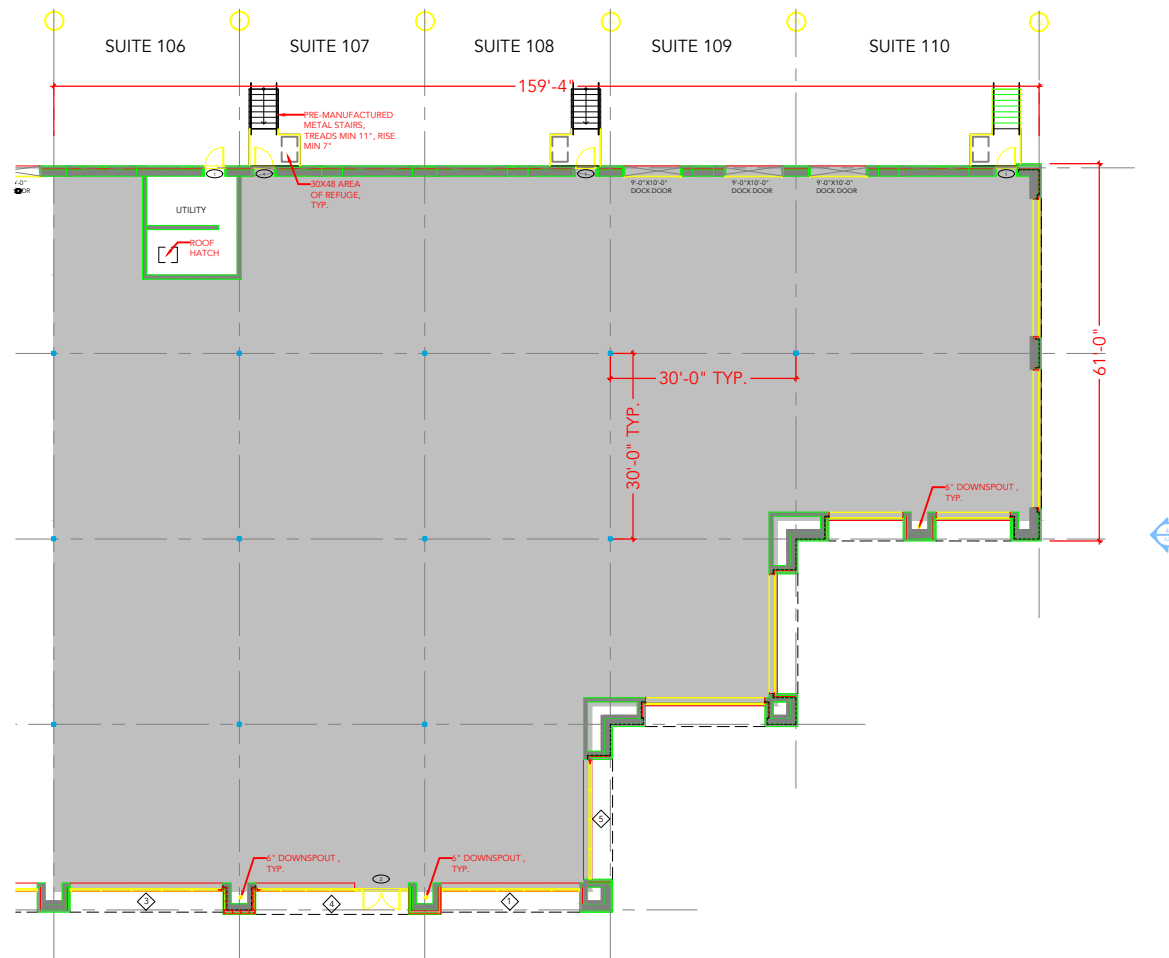 SUITE 106
SUITE 107
SUITE 108
SUITE 109
SUITE 110
159'-4"
PRE-MANUFACTURED
METAL STAIRS,
TREADS MIN 11", RISE
MIN 7"
30X48 AREA
OF REFUGE,
TYP.
9'-0"X10'-0"
DOCK DOOR
9'-0"X10'-0"
DOCK DOOR
9'-0"X10'-0"
DOCK DOOR
UTILITY
ROOF
HATCH
30'-0" TYP.
30'-0" TYP.
61'-0"
6" DOWNSPOUT ,
TYP.
5
6" DOWNSPOUT ,
TYP.
6" DOWNSPOUT ,
TYP.
2
3
4
1